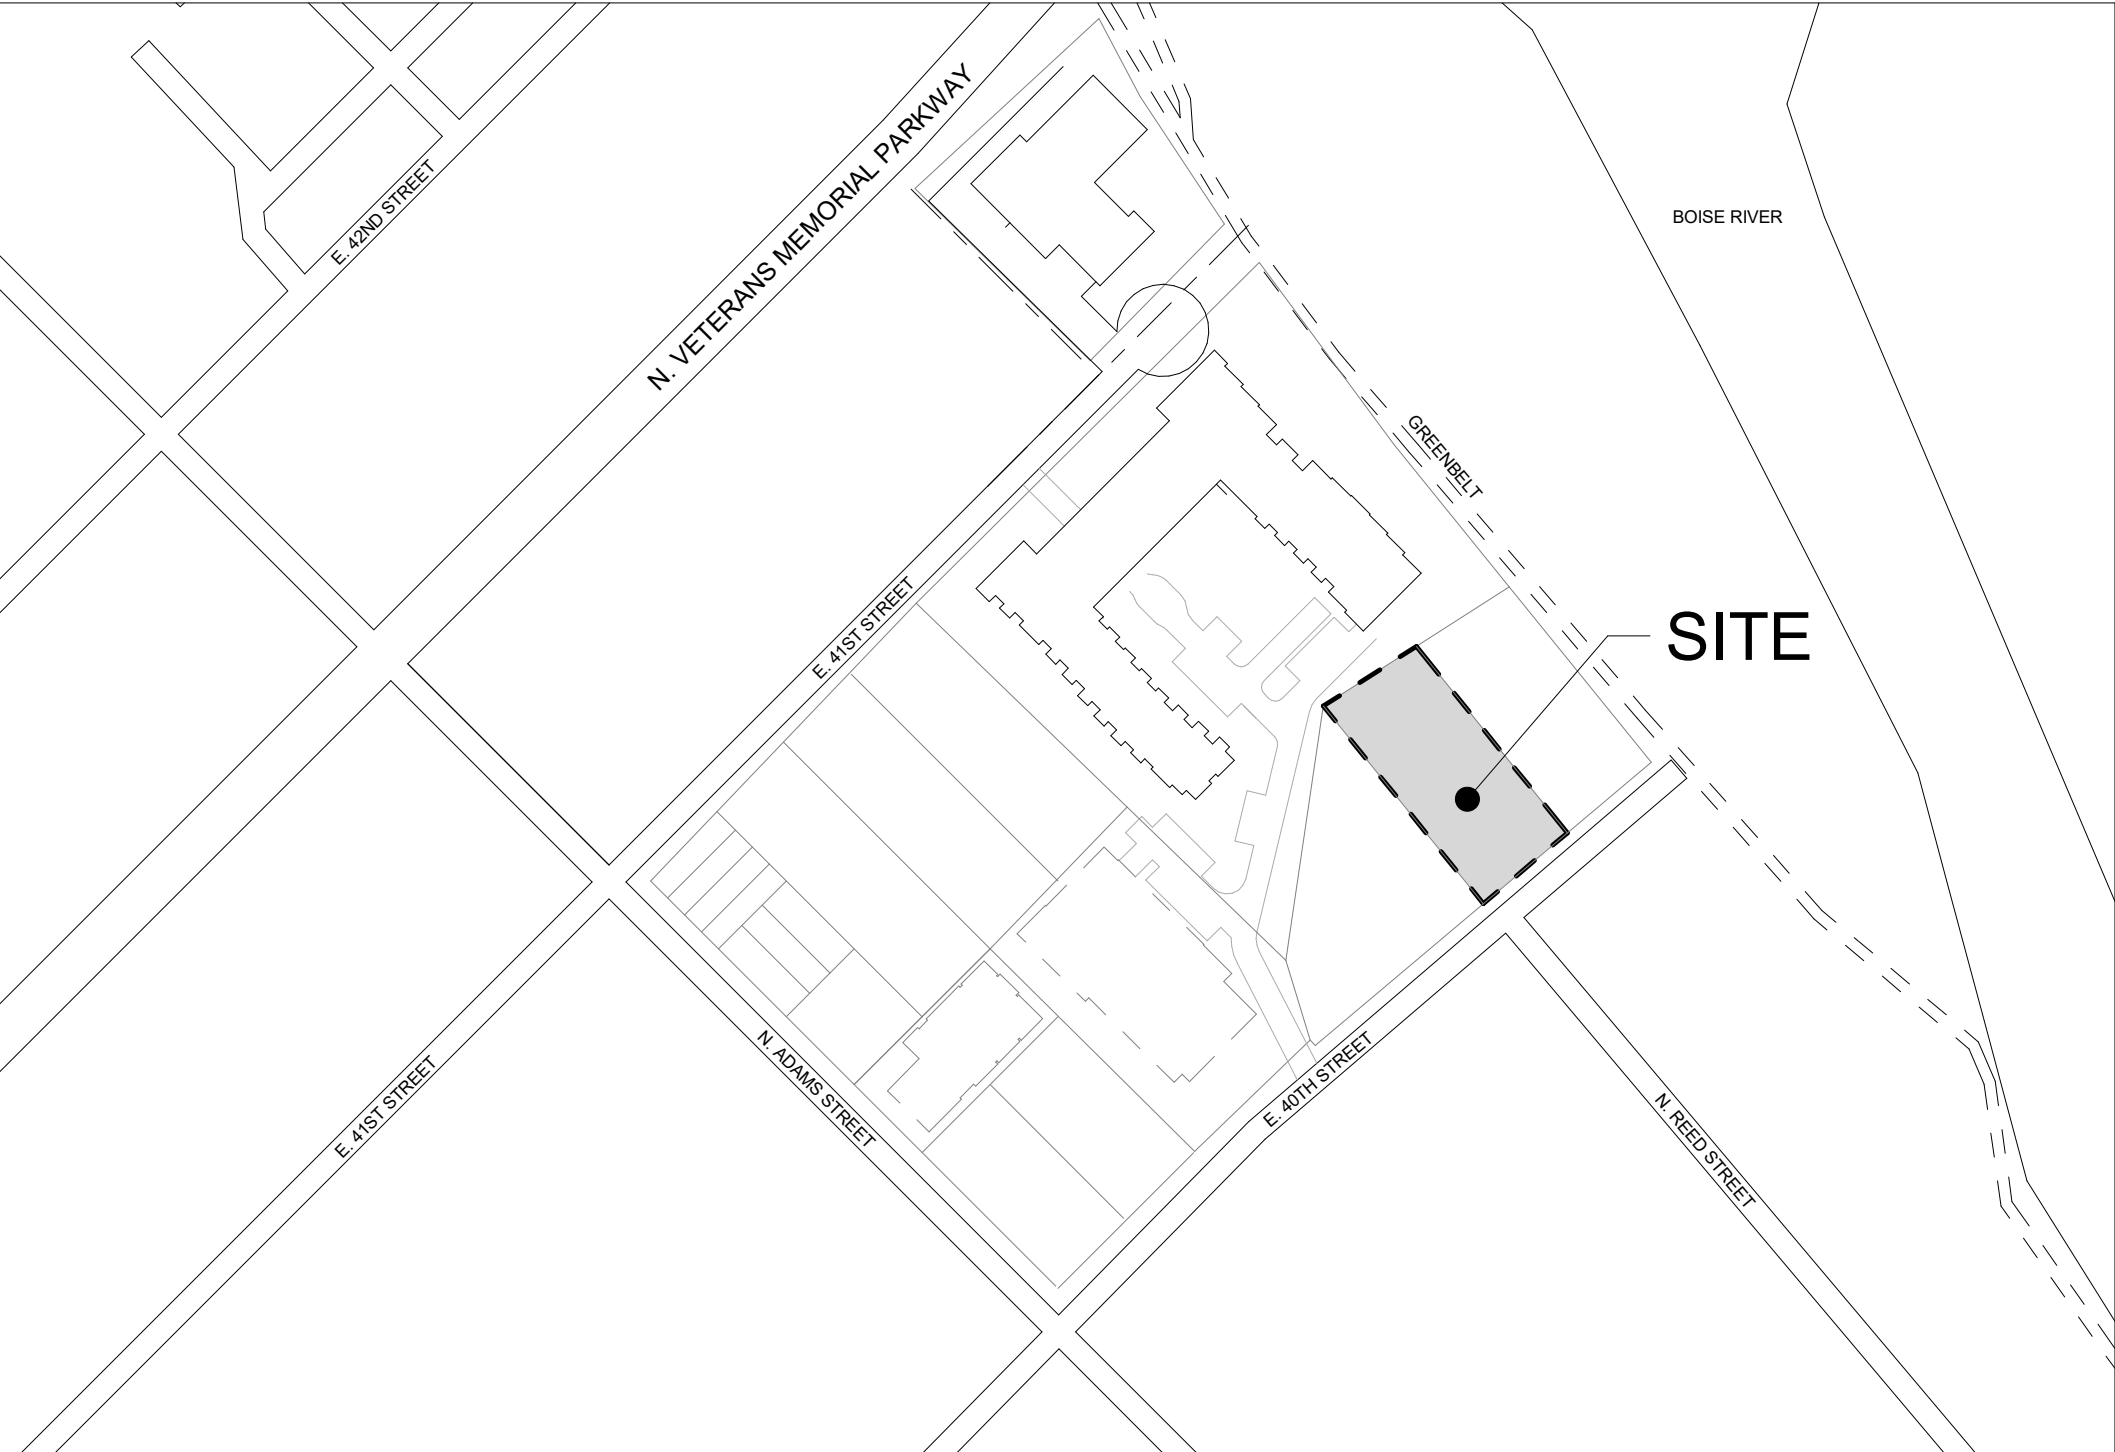 N. VETERANS MEMORIAL PARKWAY
E. 42ND STREET
BOISE RIVER
GREENBELT
E. 41ST STREET
SITE
N. ADAMS STREET
E. 41ST STREET
E. 40TH STREET
N. REED STREET